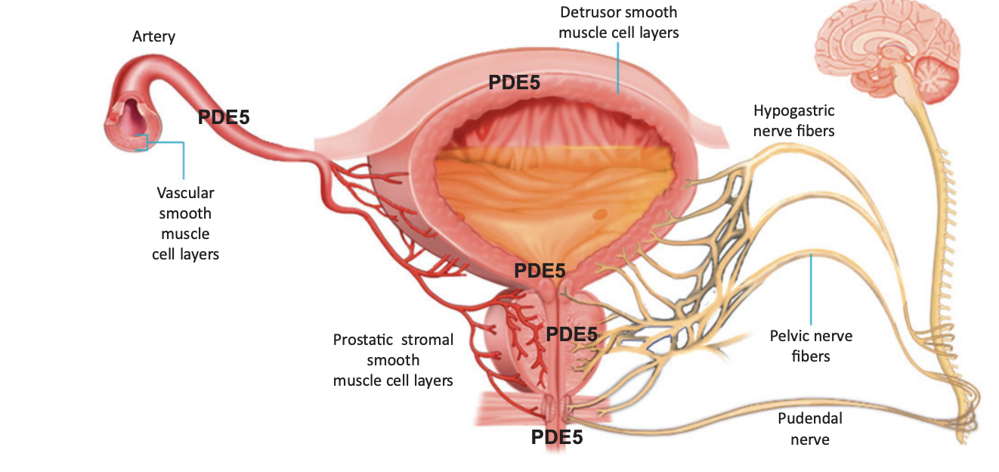 Detrusor smooth
muscle cell layers
Artery
PDE5
PDE5
Hypogastric
nerve fibers
Vascular
smooth
muscle
cell layers
PDE5
Prostatic stromal
smooth
muscle cell layers
PDE5
Pelvic nerve
fibers
Pudendal
nerve
PDE5